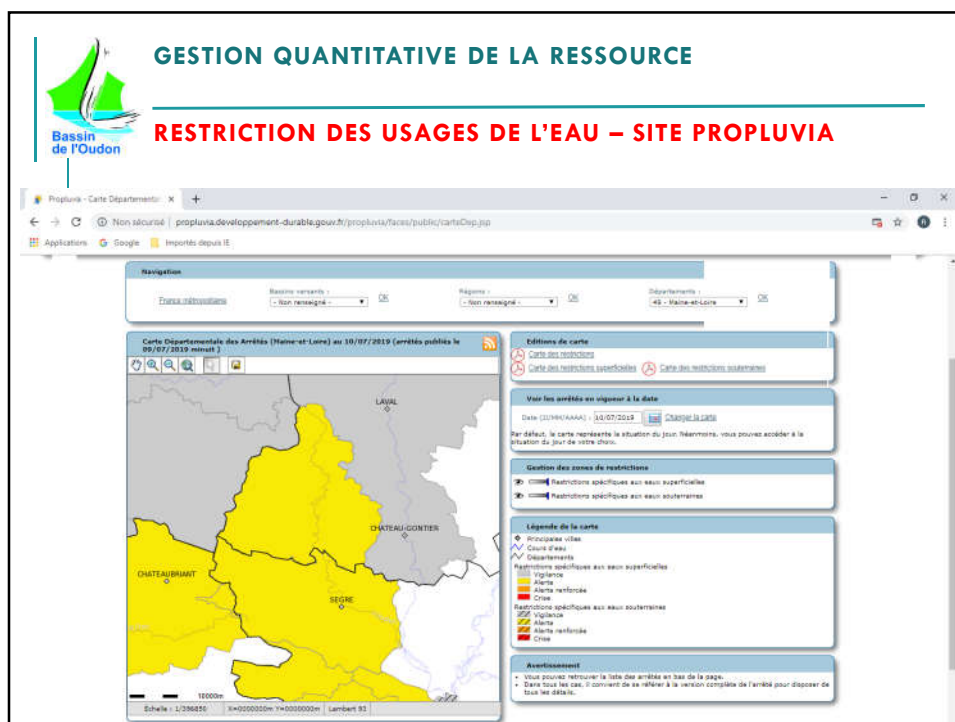 GESTION QUANTITATIVE DE LA RESSOURCE
Bassin
de l'Oudon
RESTRICTION DES USAGES DE L'EAU – SITE PROPLUVIA
Propluvia - Carte Départementa
Non sécurisé | propluvia.developpement-durable.gouv.fr/propluvia/faces/public/carteDep.jsp
Applications Google Importés depuis IE
Navigation
France métropolitaine
Bassins versants :
- Non renseigné -
OK
Régions :
- Non renseigné -
OK
Départements :
49 - Maine-et-Loire
OK
Carte Départementale des Arrêtés (Maine-et-Loire) au 10/07/2019 (arrêtés publiés le
09/07/2019 minuit )
LAVAL
CHATEAU-GONTIER
CHATEAUBRIANT
SEGRE
10000m
Echelle : 1/396850 X=0200000m Y=0000000m Lambert 93
Editions de carte
Carte des restrictions
Carte des restrictions superficielles Carte des restrictions souterraines
Voir les arrêtés en vigueur à la date
Date (JJ/MM/AAAA) : 10/07/2019 Changer la carte
Par défaut, la carte représente la situation du jour. Néanmoins, vous pouvez accéder à la
situation du jour de votre choix.
Gestion des zones de restrictions
Restrictions spécifiques aux eaux superficielles
Restrictions spécifiques aux eaux souterraines
Légende de la carte
Principales villes
Cours d'eau
Départements
Restrictions spécifiques aux eaux superficielles
Vigilance
Alerte
Alerte renforcée
Crise
Restrictions spécifiques aux eaux souterraines
Vigilance
Alerte
Alerte renforcée
Crise
Avertissement
Vous pouvez retrouver la liste des arrêtés en bas de la page.
Dans tous les cas, il convient de se référer à la version complète de l'arrêté pour disposer de
tous les détails.